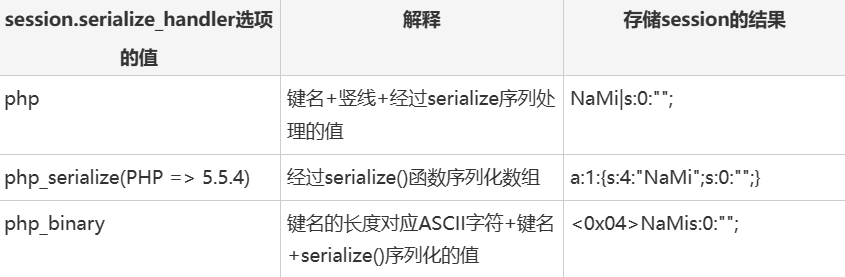 session.serialize_handler选项的值
解释
存储session的结果
php
键名+竖线+经过serialize序列处理的值
NaMi|s:0:"";
php_serialize(PHP => 5.5.4)
经过serialize()函数序列化数组
a:1:{s:4:"NaMi";s:0:"";}
php_binary
键名的长度对应ASCII字符+键名+serialize()序列化的值
<0x04>NaMis:0:"";